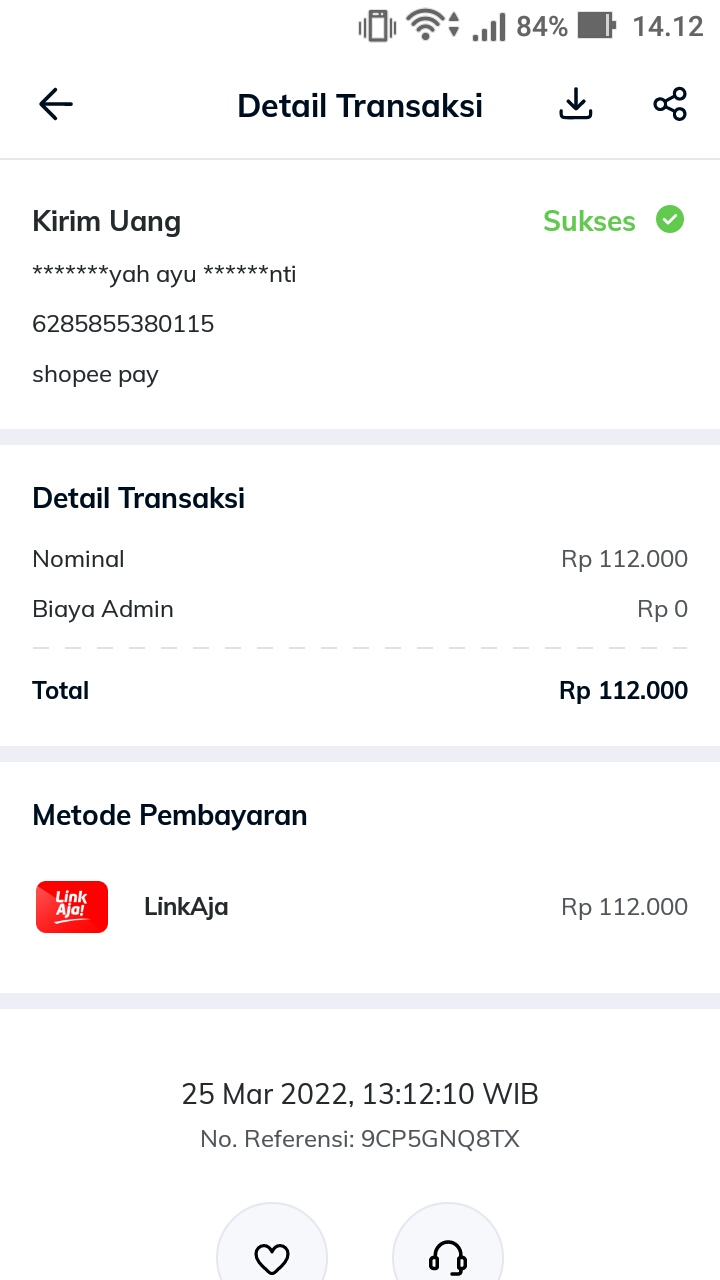 84% 14.12
Detail Transaksi
Kirim Uang Sukses
*******yah ayu ******nti
6285855380115
shopee pay
Detail Transaksi
Nominal Rp 112.000
Biaya Admin Rp 0
Total Rp 112.000
Metode Pembayaran
Link
Aja!
LinkAja Rp 112.000
25 Mar 2022, 13:12:10 WIB
No. Referensi: 9CP5GNQ8TX